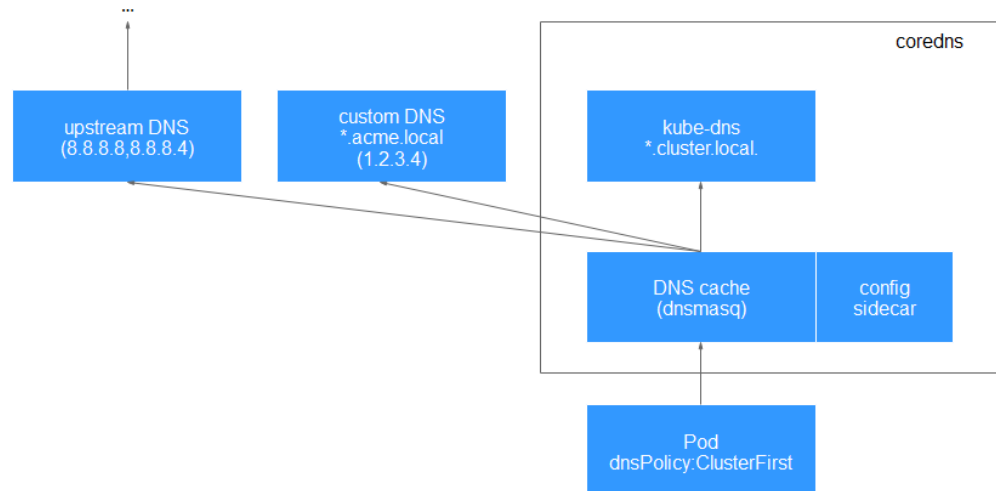 ...
coredns
upstream DNS
(8.8.8.8,8.8.8.4)
custom DNS
*.acme.local
(1.2.3.4)
kube-dns
*.cluster.local.
DNS cache
(dnsmasq)
config
sidecar
Pod
dnsPolicy:ClusterFirst